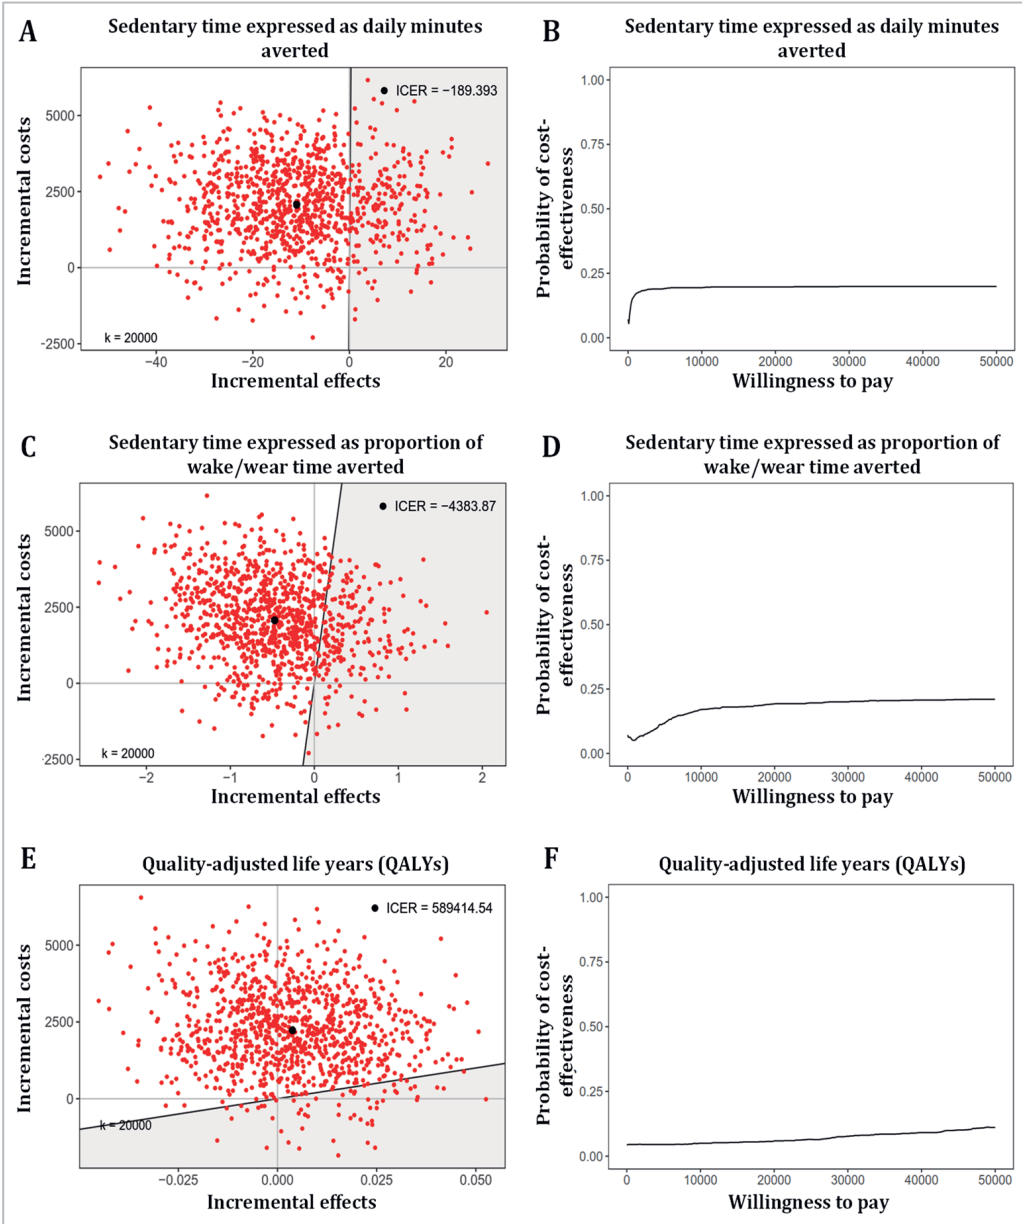 A
Sedentary time expressed as daily minutes
averted
Incremental costs
5000
2500
0
-2500
ICER = −189.393
k = 20000
−40
−20
0
20
Incremental effects
B
Sedentary time expressed as daily minutes
averted
Probability of cost-
effectiveness
1.00
0.75
0.50
0.25
0.00
0
10000
20000
30000
40000
50000
Willingness to pay
C
Sedentary time expressed as proportion of
wake/wear time averted
Incremental costs
5000
2500
0
2500
ICER = −4383.87
k = 20000
−2
−1
0
1
2
Incremental effects
D
Sedentary time expressed as proportion of
wake/wear time averted
Probability of cost-
effectiveness
1.00
0.75
0.50
0.25
0.00
0
10000
20000
30000
40000
50000
Willingness to pay
E
Quality-adjusted life years (QALYs)
Incremental costs
5000
2500
0
ICER = 589414.54
k = 20000
−0.025
0.000
0.025
0.050
Incremental effects
F
Quality-adjusted life years (QALYs)
Probability of cost-
effectiveness
1.00
0.75
0.50
0.25
0.00
0
10000
20000
30000
40000
50000
Willingness to pay